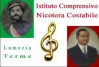 Istituto Comprensivo
Nicotera Costabile
Lamezia
Terme